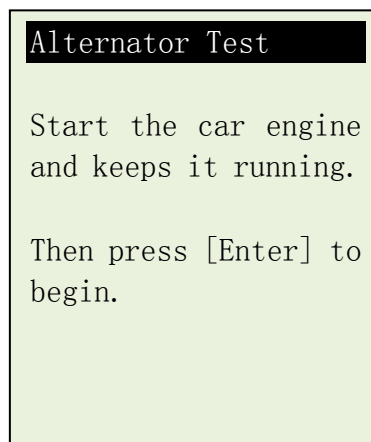 Alternator Test
Start the car engine
and keeps it running.
Then press [Enter] to
begin.